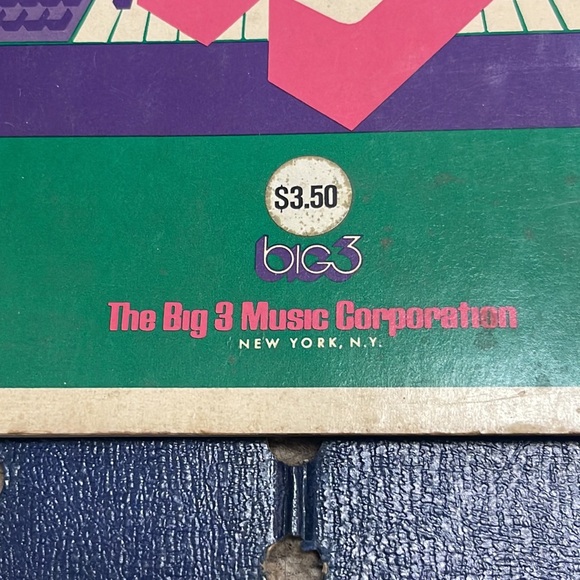 $3.50
BIG3
The Big 3 Music Corporation
NEW YORK, N.Y.